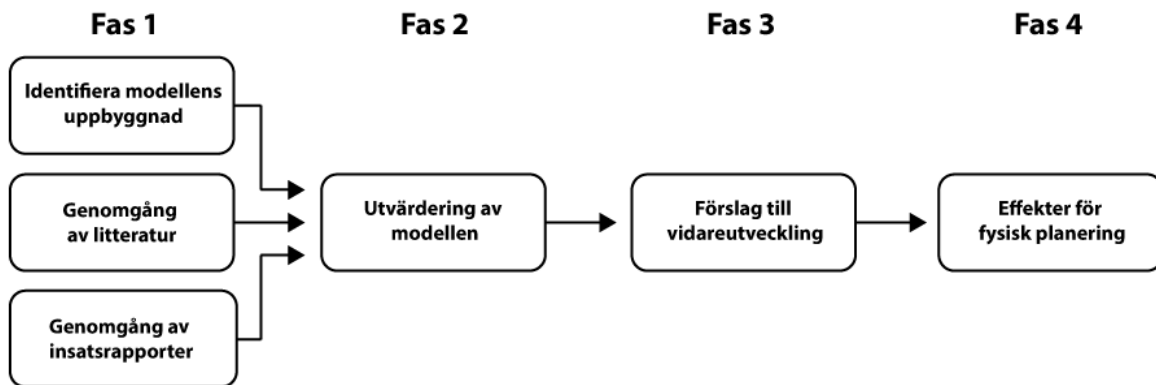 Fas 1
Fas 2
Fas 3
Fas 4
Identifiera modellens
uppbyggnad
Genomgång
av litteratur
Genomgång av
insatsrapporter
Utvärdering av
modellen
Förslag till
vidareutveckling
Effekter för
fysisk planering